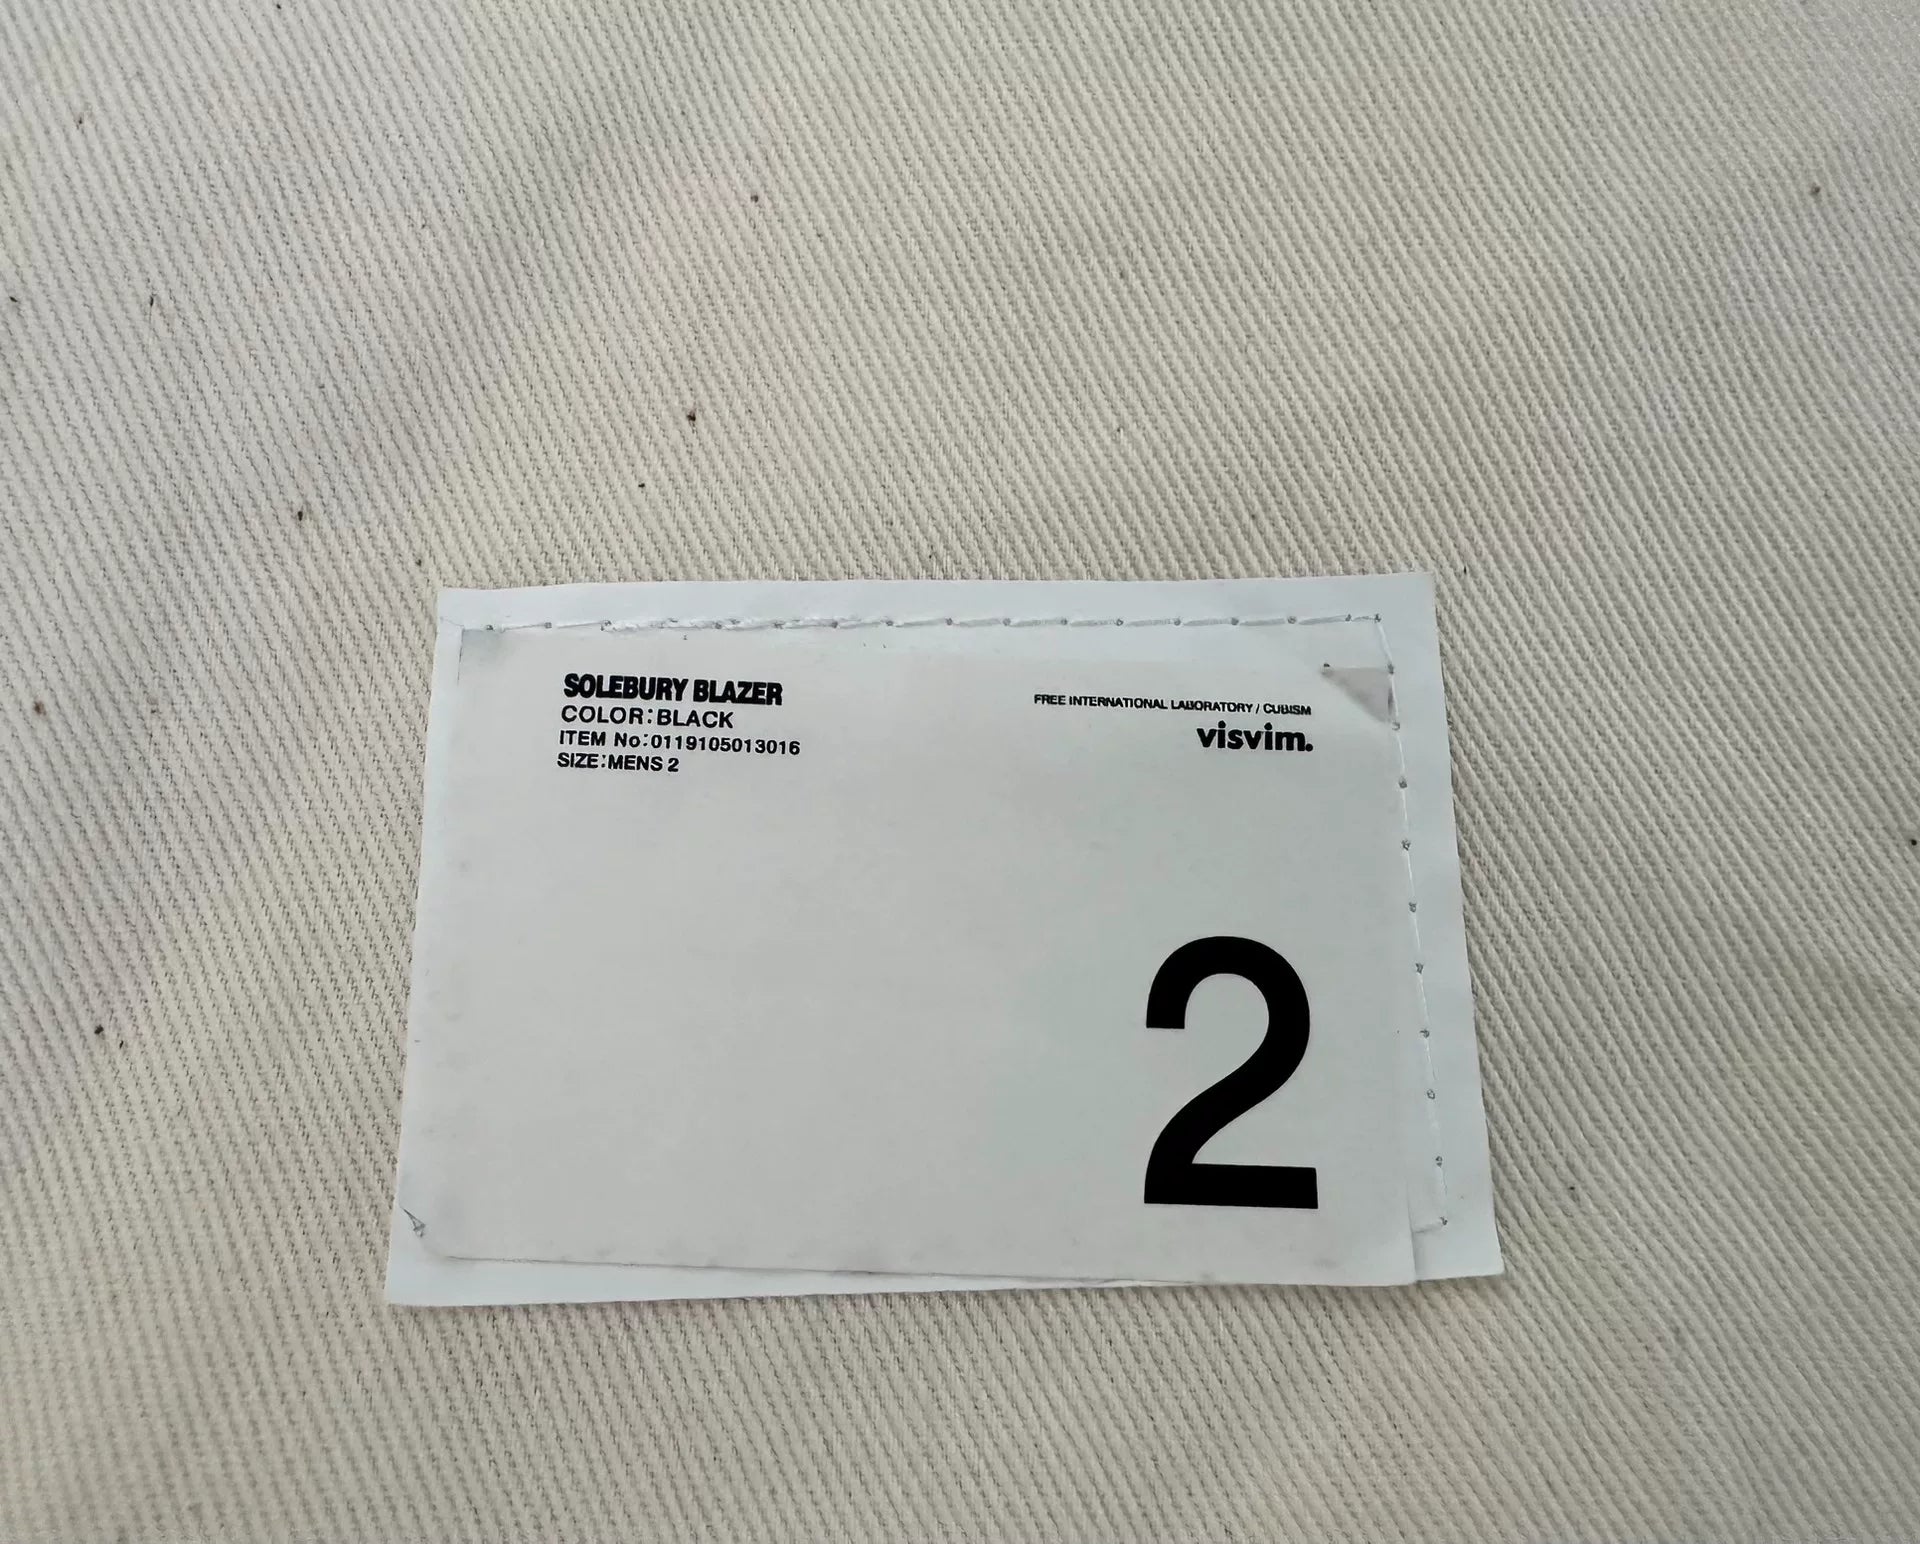 SOLEBURY BLAZER
COLOR:BLACK
ITEM No:0119105013016
SIZE:MENS 2
FREE INTERNATIONAL LABORATORY / CUBISM
visvim.
2